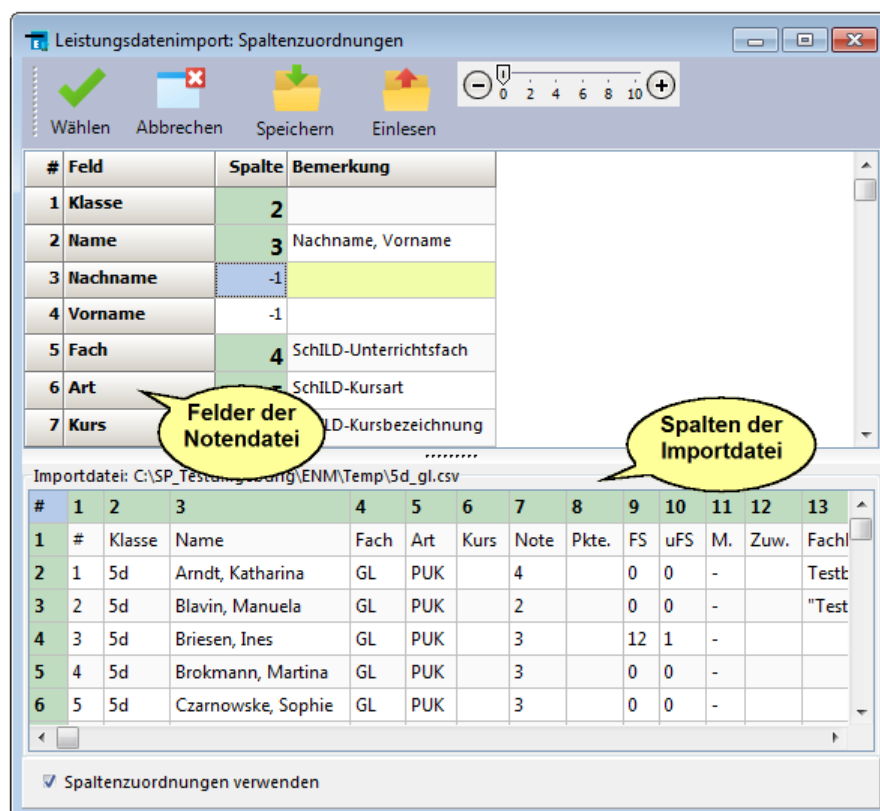 Leistungsdatenimport: Spaltenzuordnungen
Wählen Abbrechen Speichern Einlesen 0 2 4 6 8 10
# Feld Spalte Bemerkung
1 Klasse 2
2 Name 3 Nachname, Vorname
3 Nachname -1
4 Vorname -1
5 Fach 4 SchILD-Unterrichtsfach
6 Art SchILD-Kursart
7 Kurs LD-Kursbezeichnung
Felder der
Notendatei
Spalten der
Importdatei
Importdatei: C:\SP_Testumgebung\ENM\Temp\5d_gl.csv
# 1 2 3 4 5 6 7 8 9 10 11 12 13
1 # Klasse Name Fach Art Kurs Note Pkte. FS uFS M. Zuw. Fachl
2 1 5d Arndt, Katharina GL PUK 4 0 0 - Testb
3 2 5d Blavin, Manuela GL PUK 2 0 0 - "Test
4 3 5d Briesen, Ines GL PUK 3 12 1 -
5 4 5d Brokmann, Martina GL PUK 3 0 0 -
6 5 5d Czarnowske, Sophie GL PUK 3 0 0 -
Spaltenzuordnungen verwenden